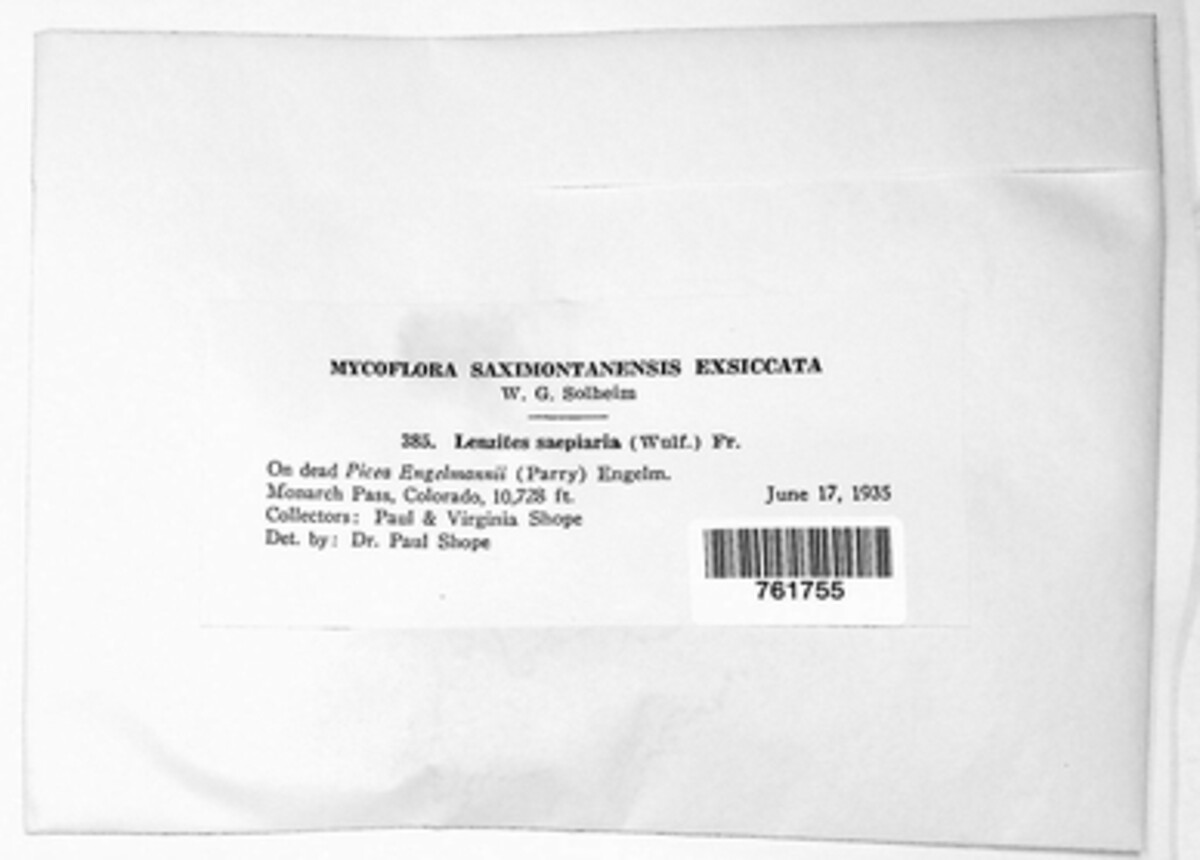 MYCOFLORA SAXIMONTANENSIS EXSICCATA
W. G. Solheim
385. Lenzites saepiaria (Wulf.) Fr.
On dead Picea Engelmannii (Parry) Engelm.
Monarch Pass, Colorado, 10,728 ft. June 17, 1935
Collectors: Paul & Virginia Shope
Det. by: Dr. Paul Shope
761755